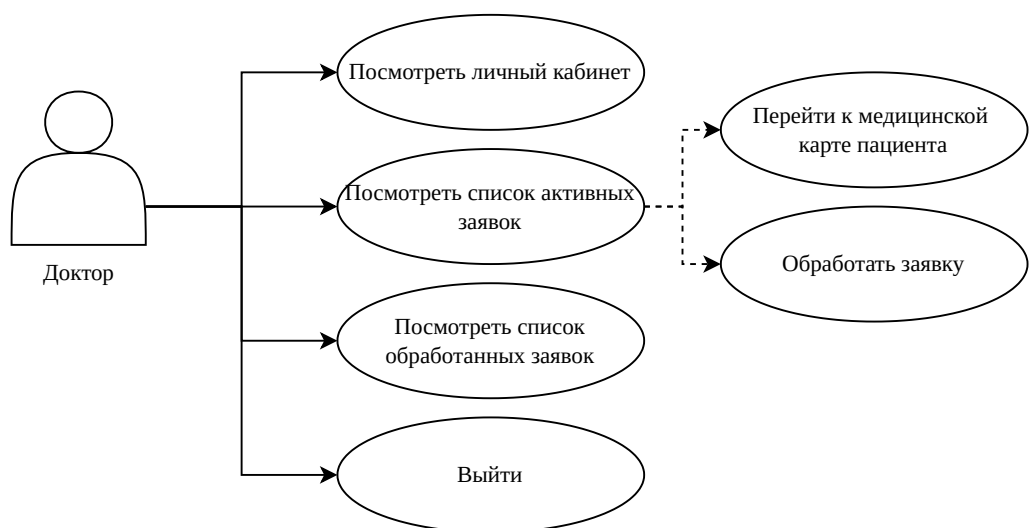 Посмотреть личный кабинет
Перейти к медицинской
карте пациента
Посмотреть список активных
заявок
Обработать заявку
Доктор
Посмотреть список
обработанных заявок
Выйти